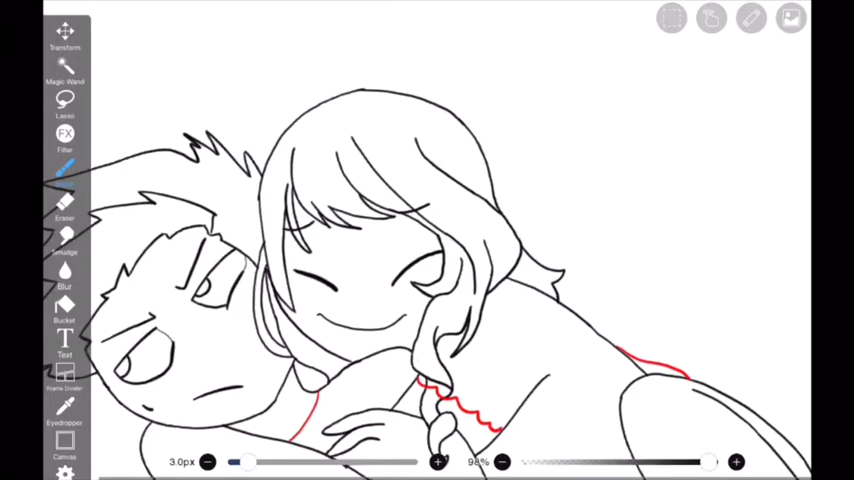 Transform
Magic Wand
Lasso
FX
Filter
Eraser
Smudge
Blur
Bucket
T
Text
Frame Divider
Eyedropper
Canvas
3.0px
98%